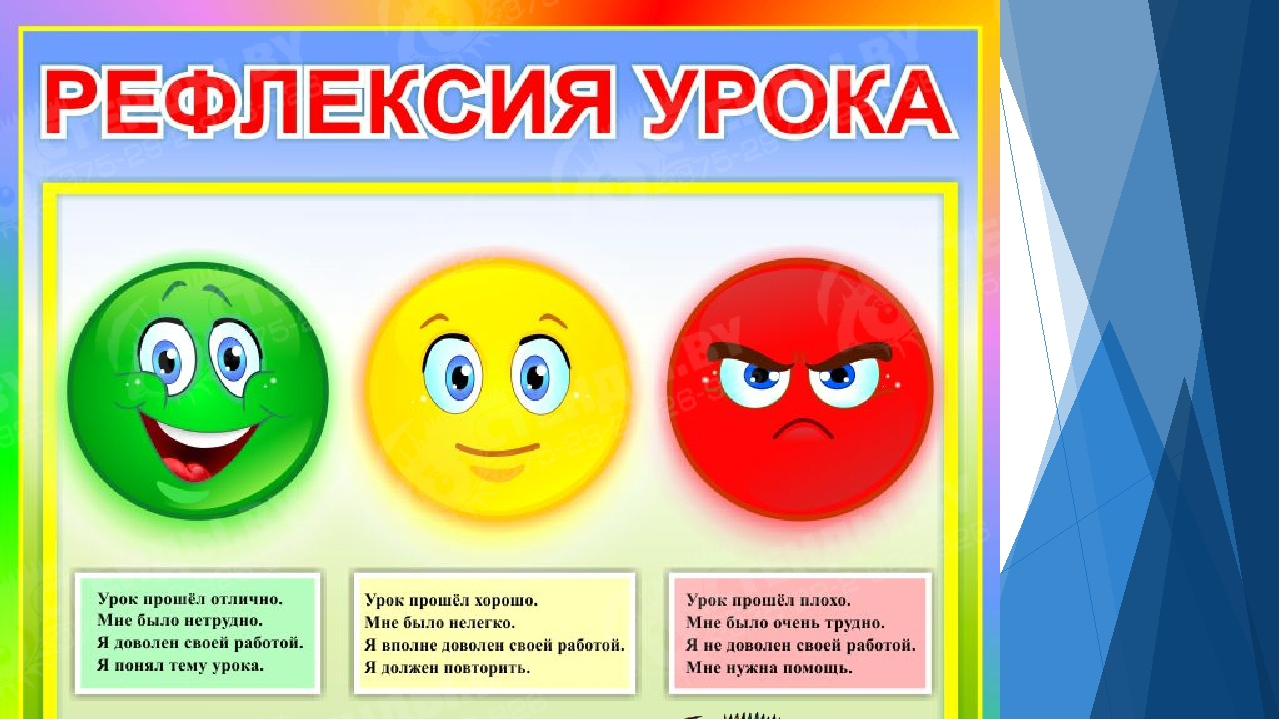 РЕФЛЕКСИЯ УРОКА
Урок прошёл отлично.
Мне было нетрудно.
Я доволен своей работой.
Я понял тему урока.
Урок прошёл хорошо.
Мне было нелегко.
Я вполне доволен своей работой.
Я должен повторить.
Урок прошёл плохо.
Мне было очень трудно.
Я не доволен своей работой.
Мне нужна помощь.